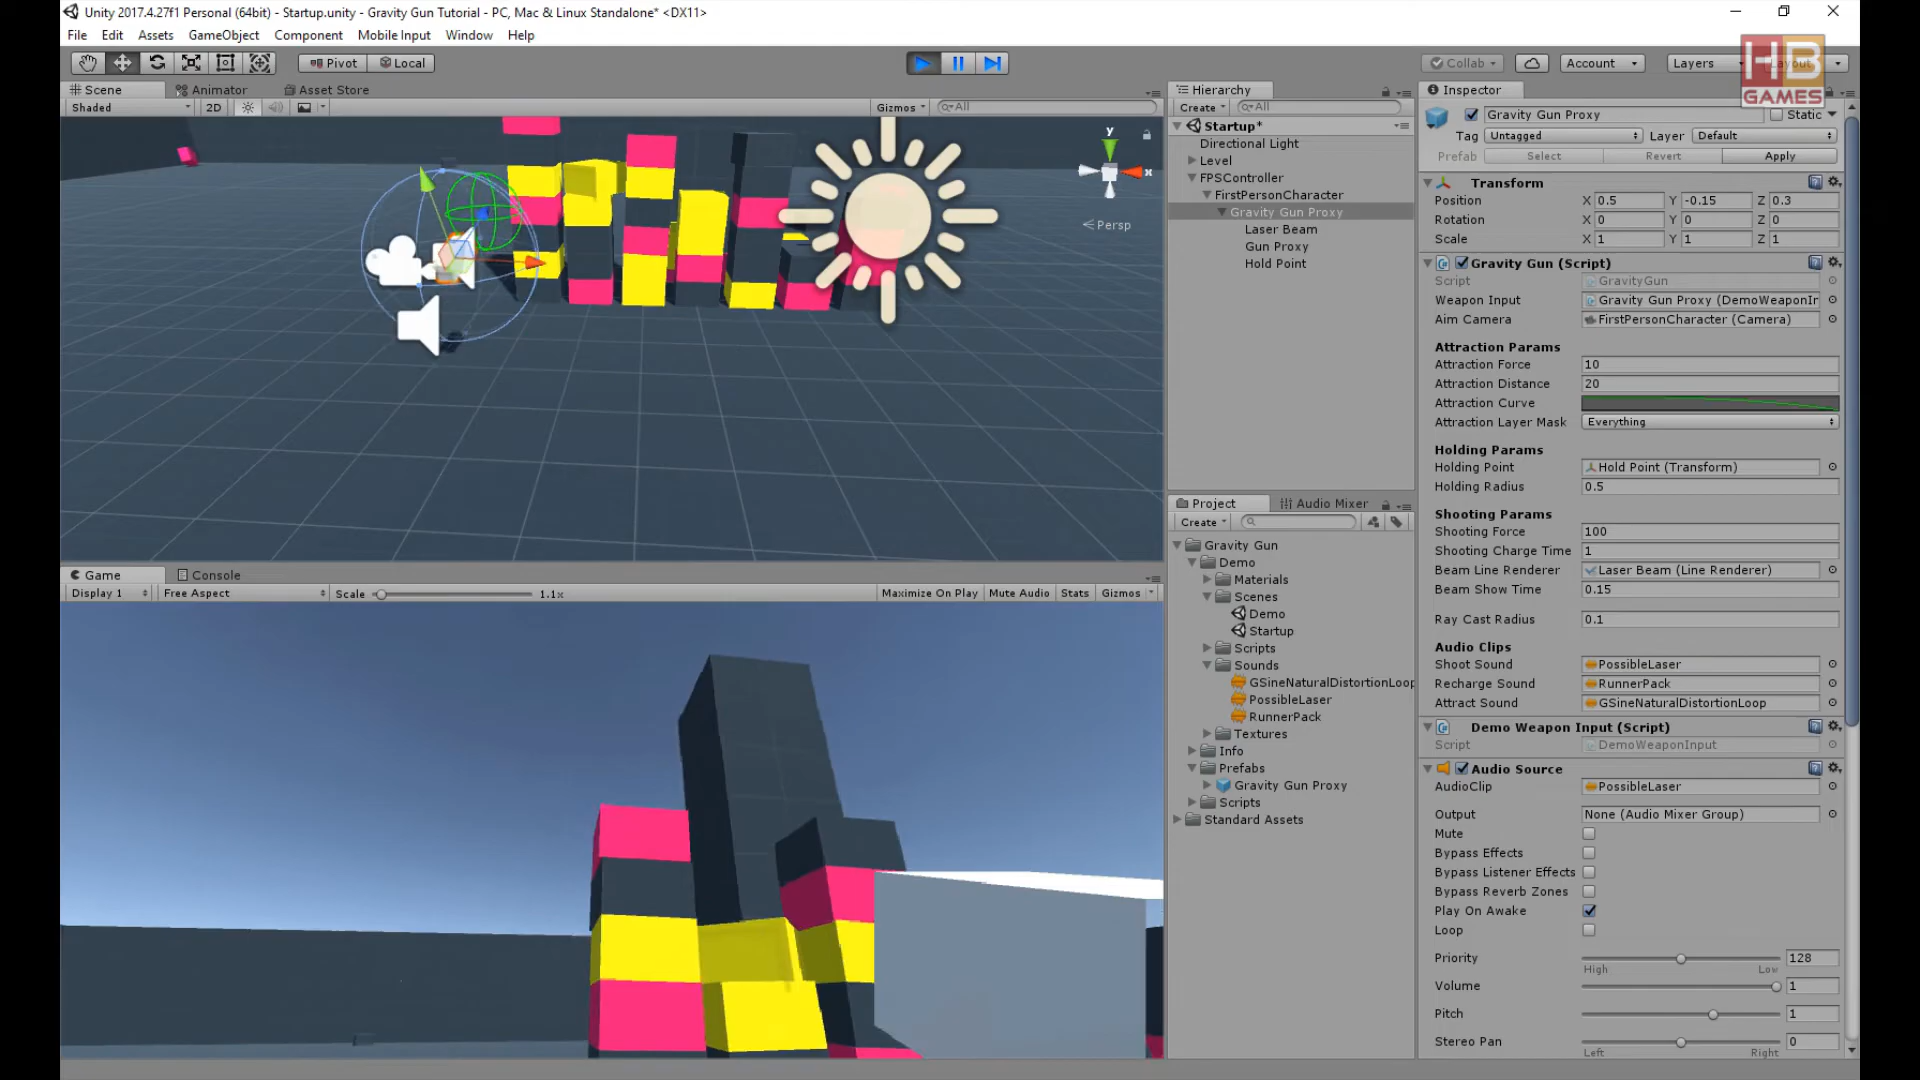 Unity 2017.4.27f1 Personal (64bit) - Startup.unity - Gravity Gun Tutorial - PC, Mac & Linux Standalone* <DX11>
File Edit Assets GameObject Component Mobile Input Window Help
Pivot Local
Collab Account Layers
HB
GAMES
Scene Animator Asset Store
Shaded 2D Gizmos All
y
x
Persp
Hierarchy
Create All
Startup*
Directional Light
Level
FPSController
FirstPersonCharacter
Gravity Gun Proxy
Laser Beam
Gun Proxy
Hold Point
Game Console
Display 1 Free Aspect Scale 1.1x Maximize On Play Mute Audio Stats Gizmos
Project Audio Mixer
Create
Gravity Gun
Demo
Materials
Scenes
Demo
Startup
Scripts
Sounds
GSineNaturalDistortionLoop
PossibleLaser
RunnerPack
Textures
Info
Prefabs
Gravity Gun Proxy
Scripts
Standard Assets
Inspector
Gravity Gun Proxy Static
Tag Untagged Layer Default
Prefab Select Revert Apply
Transform
Position X 0.5 Y -0.15 Z 0.3
Rotation X 0 Y 0 Z 0
Scale X 1 Y 1 Z 1
Gravity Gun (Script)
Script GravityGun
Weapon Input Gravity Gun Proxy (DemoWeaponIn
Aim Camera FirstPersonCharacter (Camera)
Attraction Params
Attraction Force 10
Attraction Distance 20
Attraction Curve
Attraction Layer Mask Everything
Holding Params
Holding Point Hold Point (Transform)
Holding Radius 0.5
Shooting Params
Shooting Force 100
Shooting Charge Time 1
Beam Line Renderer Laser Beam (Line Renderer)
Beam Show Time 0.15
Ray Cast Radius 0.1
Audio Clips
Shoot Sound PossibleLaser
Recharge Sound RunnerPack
Attract Sound GSineNaturalDistortionLoop
Demo Weapon Input (Script)
Script DemoWeaponInput
Audio Source
AudioClip PossibleLaser
Output None (Audio Mixer Group)
Mute
Bypass Effects
Bypass Listener Effects
Bypass Reverb Zones
Play On Awake
Loop
Priority 128
High Low
Volume 1
Pitch 1
Stereo Pan 0
Left Right